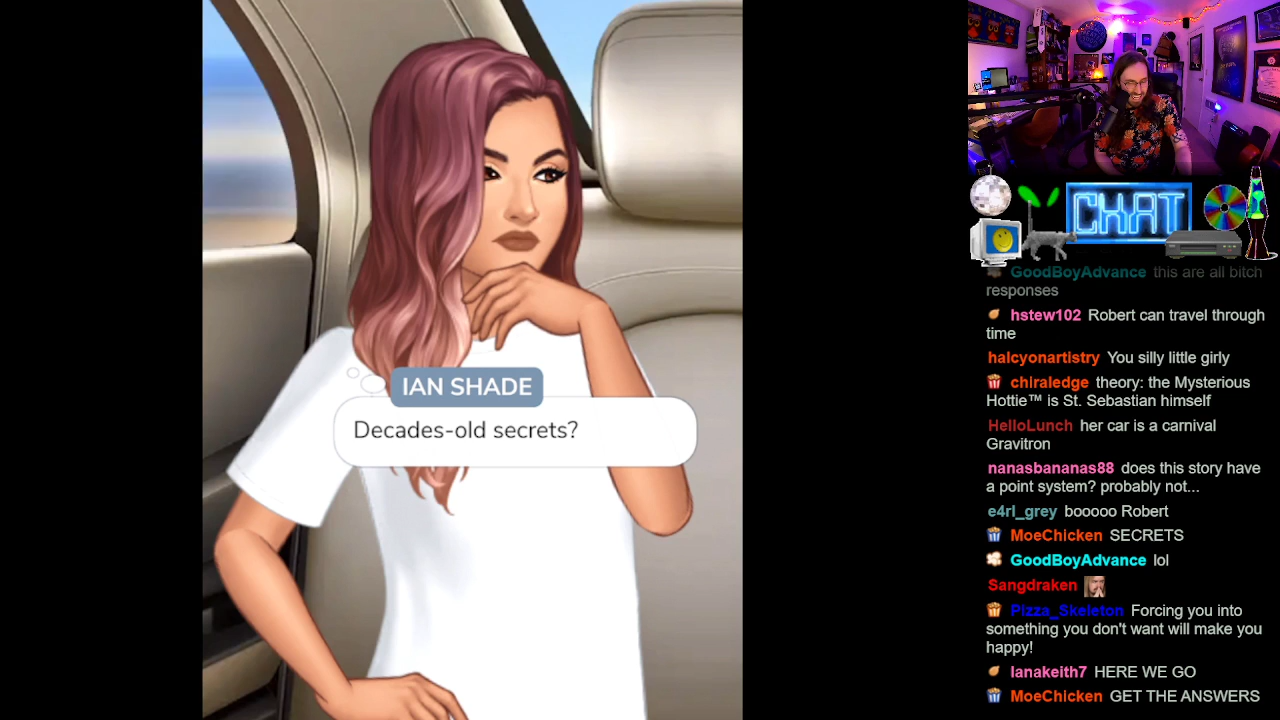 IAN SHADE
Decades-old secrets?
CHAT
GoodBoyAdvance this are all bitch
responses
hstew102 Robert can travel through
time
halcyonartistry You silly little girly
chiraledge theory: the Mysterious
Hottie™ is St. Sebastian himself
HelloLunch her car is a carnival
Gravitron
nanasbananas88 does this story have
a point system? probably not...
e4rl_grey booooo Robert
MoeChicken SECRETS
GoodBoyAdvance lol
Sangdraken
Pizza_Skeleton Forcing you into
something you don't want will make you
happy!
lanakeith7 HERE WE GO
MoeChicken GET THE ANSWERS